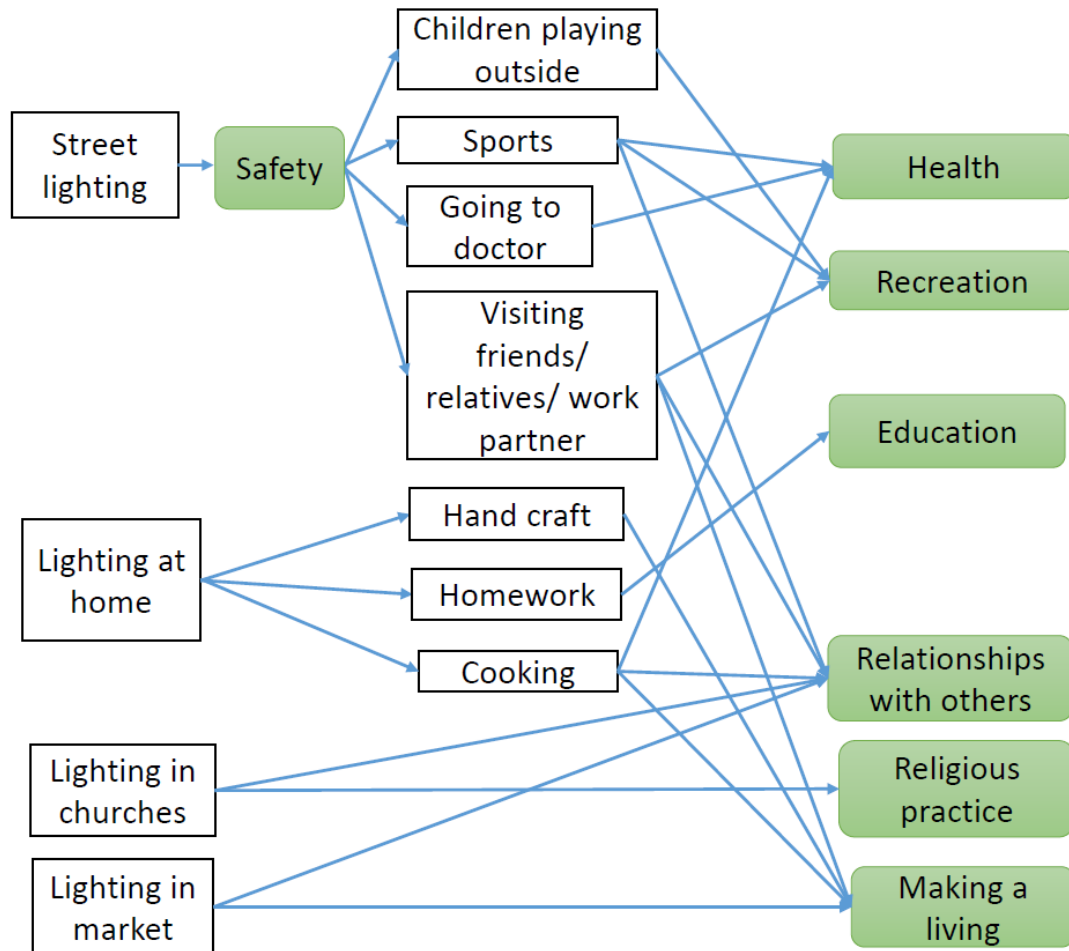 Children playing
outside
Street
lighting
Safety
Sports
Health
Going to
doctor
Recreation
Visiting
friends/
relatives/ work
partner
Education
Hand craft
Lighting at
home
Homework
Cooking
Relationships
with others
Lighting in
churches
Religious
practice
Lighting in
market
Making a
living